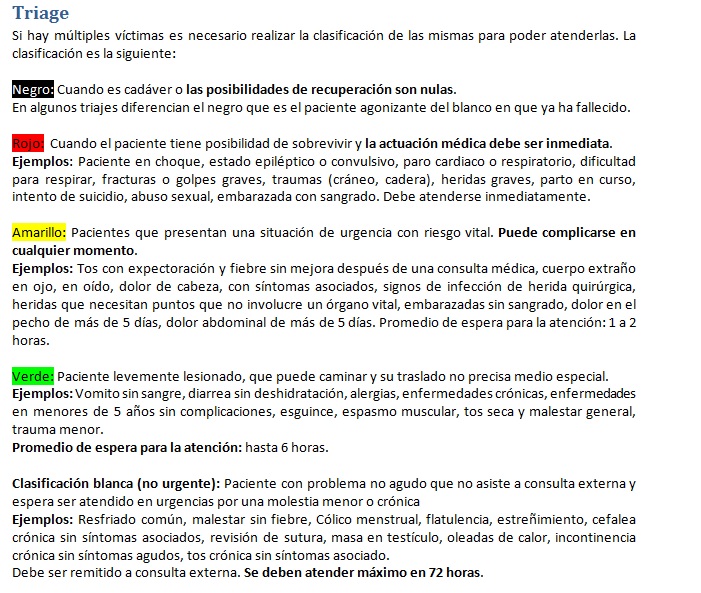 Triage
Si hay múltiples víctimas es necesario realizar la clasificación de las mismas para poder atenderlas. La
clasificación es la siguiente:
Negro: Cuando es cadáver o las posibilidades de recuperación son nulas.
En algunos triajes diferencian el negro que es el paciente agonizante del blanco en que ya ha fallecido.
Rojo: Cuando el paciente tiene posibilidad de sobrevivir y la actuación médica debe ser inmediata.
Ejemplos: Paciente en choque, estado epiléptico o convulsivo, paro cardiaco o respiratorio, dificultad
para respirar, fracturas o golpes graves, traumas (cráneo, cadera), heridas graves, parto en curso,
intento de suicidio, abuso sexual, embarazada con sangrado. Debe atenderse inmediatamente.
Amarillo: Pacientes que presentan una situación de urgencia con riesgo vital. Puede complicarse en
cualquier momento.
Ejemplos: Tos con expectoración y fiebre sin mejora después de una consulta médica, cuerpo extraño
en ojo, en oído, dolor de cabeza, con síntomas asociados, signos de infección de herida quirúrgica,
heridas que necesitan puntos que no involucre un órgano vital, embarazadas sin sangrado, dolor en el
pecho de más de 5 días, dolor abdominal de más de 5 días. Promedio de espera para la atención: 1 a 2
horas.
Verde: Paciente levemente lesionado, que puede caminar y su traslado no precisa medio especial.
Ejemplos: Vomito sin sangre, diarrea sin deshidratación, alergias, enfermedades crónicas, enfermedades
en menores de 5 años sin complicaciones, esguince, espasmo muscular, tos seca y malestar general,
trauma menor.
Promedio de espera para la atención: hasta 6 horas.
Clasificación blanca (no urgente): Paciente con problema no agudo que no asiste a consulta externa y
espera ser atendido en urgencias por una molestia menor o crónica
Ejemplos: Resfriado común, malestar sin fiebre, Cólico menstrual, flatulencia, estreñimiento, cefalea
crónica sin síntomas asociados, revisión de sutura, masa en testículo, oleadas de calor, incontinencia
crónica sin síntomas agudos, tos crónica sin síntomas asociado.
Debe ser remitido a consulta externa. Se deben atender máximo en 72 horas.